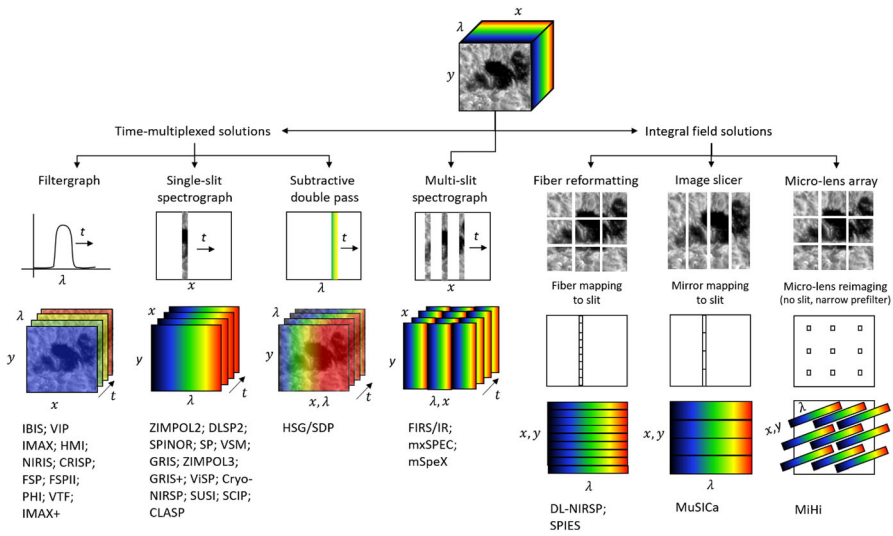 x
λ
y
Time-multiplexed solutions
Integral field solutions
Filtergraph
Single-slit
spectrograph
Subtractive
double pass
Multi-slit
spectrograph
Fiber reformatting
Image slicer
Micro-lens array
t
λ
t
x
t
λ
t
x
Fiber mapping
to slit
Mirror mapping
to slit
Micro-lens reimaging
(no slit, narrow prefilter)
λ
y
x
t
x
y
λ
t
y
x, λ
t
y
λ, x
t
x, y
λ
x, y
λ
x, y
λ
IBIS; VIP
IMAX; HMI;
NIRIS; CRISP;
FSP; FSPII;
PHI; VTF;
IMAX+
ZIMPOL2; DLSP2;
SPINOR; SP; VSM;
GRIS; ZIMPOL3;
GRIS+; ViSP; Cryo-
NIRSP; SUSI; SCIP;
CLASP
HSG/SDP
FIRS/IR;
mxSPEC;
mSpeX
DL-NIRSP;
SPIES
MuSICa
MiHi